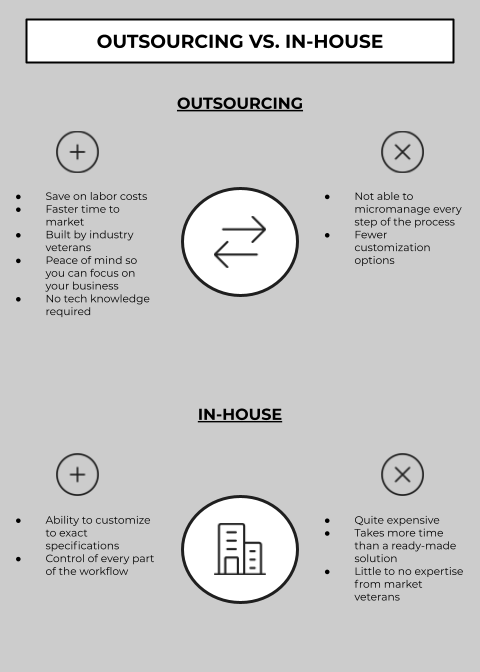 OUTSOURCING VS. IN-HOUSE
OUTSOURCING
● Save on labor costs
● Faster time to
market
● Built by industry
veterans
● Peace of mind so
you can focus on
your business
● No tech knowledge
required
● Not able to
micromanage every
step of the process
● Fewer
customization
options
IN-HOUSE
● Ability to customize
to exact
specifications
● Control of every part
of the workflow
● Quite expensive
● Takes more time
than a ready-made
solution
● Little to no expertise
from market
veterans